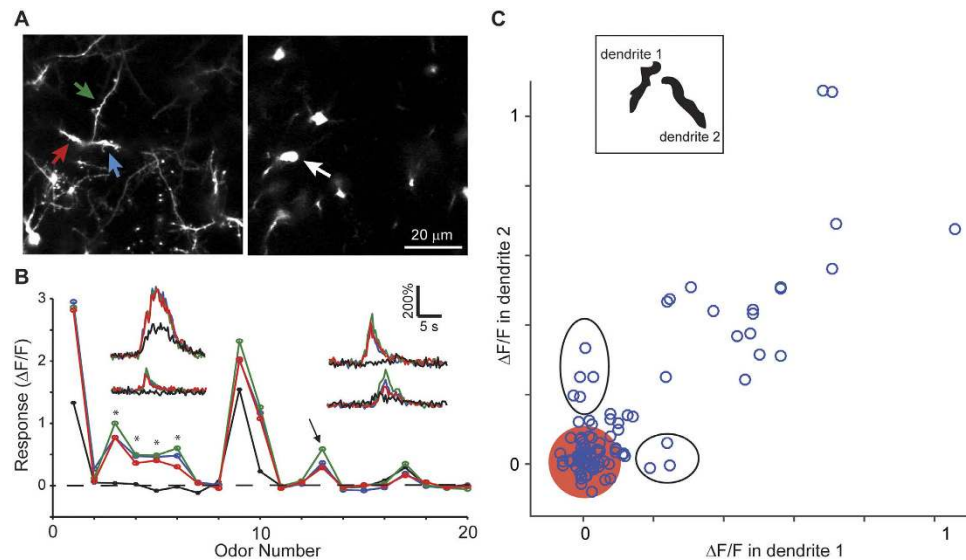 A
20 μm
B
Response (ΔF/F)
3
2
1
0
* * * *
200%
5 s
0 10 20
Odor Number
C
dendrite 1
dendrite 2
ΔF/F in dendrite 2
1
0
0 1
ΔF/F in dendrite 1